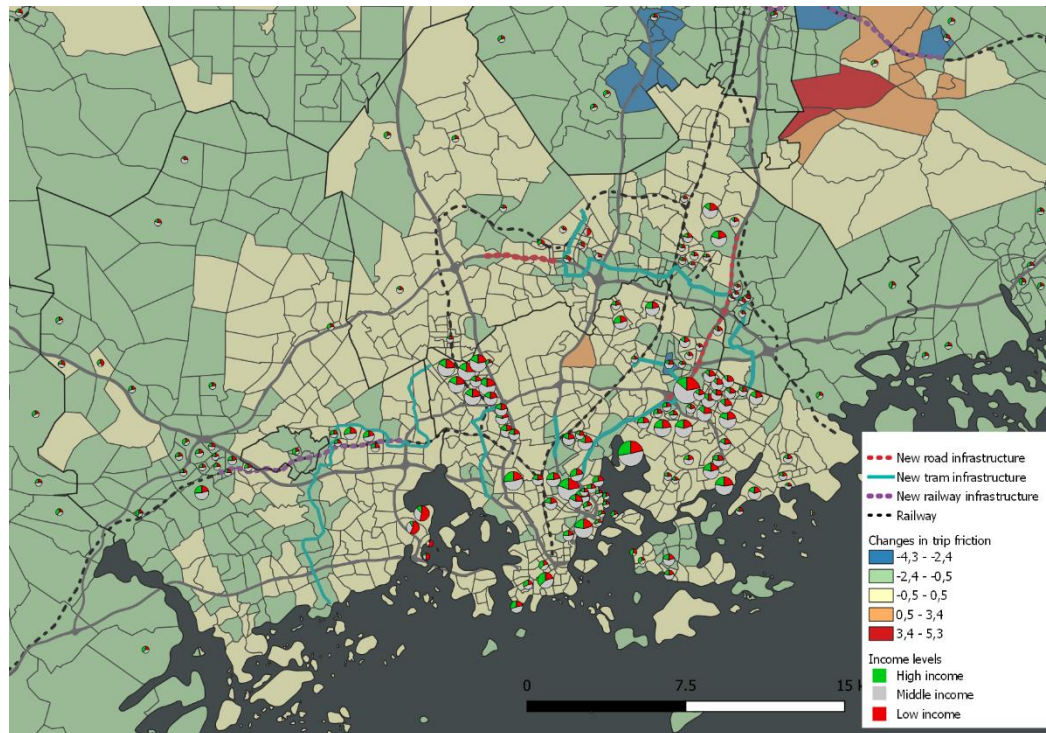 New road infrastructure
New tram infrastructure
New railway infrastructure
Railway
Changes in trip friction
-4,3 - -2,4
-2,4 - -0,5
-0,5 - 0,5
0,5 - 3,4
3,4 - 5,3
Income levels
High income
Middle income
Low income
0 7.5 15 k